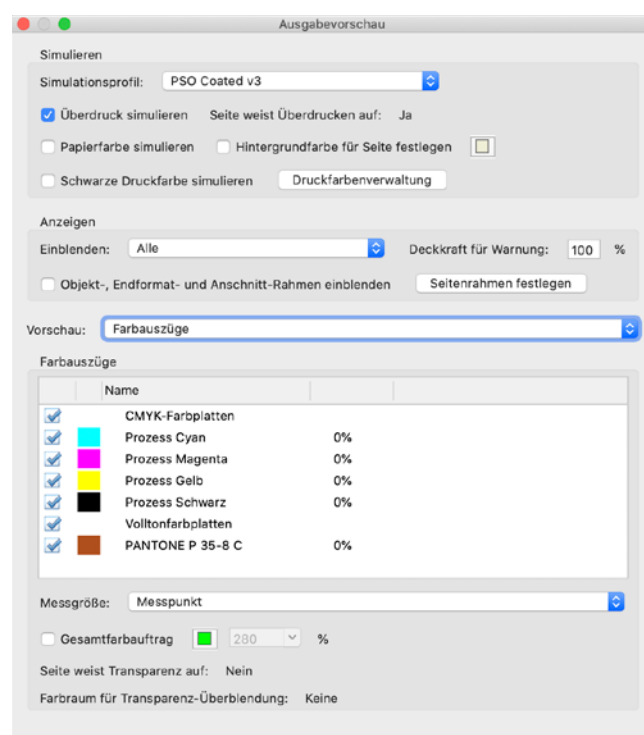 Ausgabevorschau
Simulieren
Simulationsprofil: PSO Coated v3
Überdruck simulieren Seite weist Überdrucken auf: Ja
Papierfarbe simulieren Hintergrundfarbe für Seite festlegen
Schwarze Druckfarbe simulieren Druckfarbenverwaltung
Anzeigen
Einblenden: Alle Deckkraft für Warnung: 100 %
Objekt-, Endformat- und Anschnitt-Rahmen einblenden Seitenrahmen festlegen
Vorschau: Farbauszüge
Farbauszüge
Name
CMYK-Farbplatten
Prozess Cyan 0%
Prozess Magenta 0%
Prozess Gelb 0%
Prozess Schwarz 0%
Volltonfarbplatten
PANTONE P 35-8 C 0%
Messgröße: Messpunkt
Gesamtfarbauftrag 280 %
Seite weist Transparenz auf: Nein
Farbraum für Transparenz-Überblendung: Keine